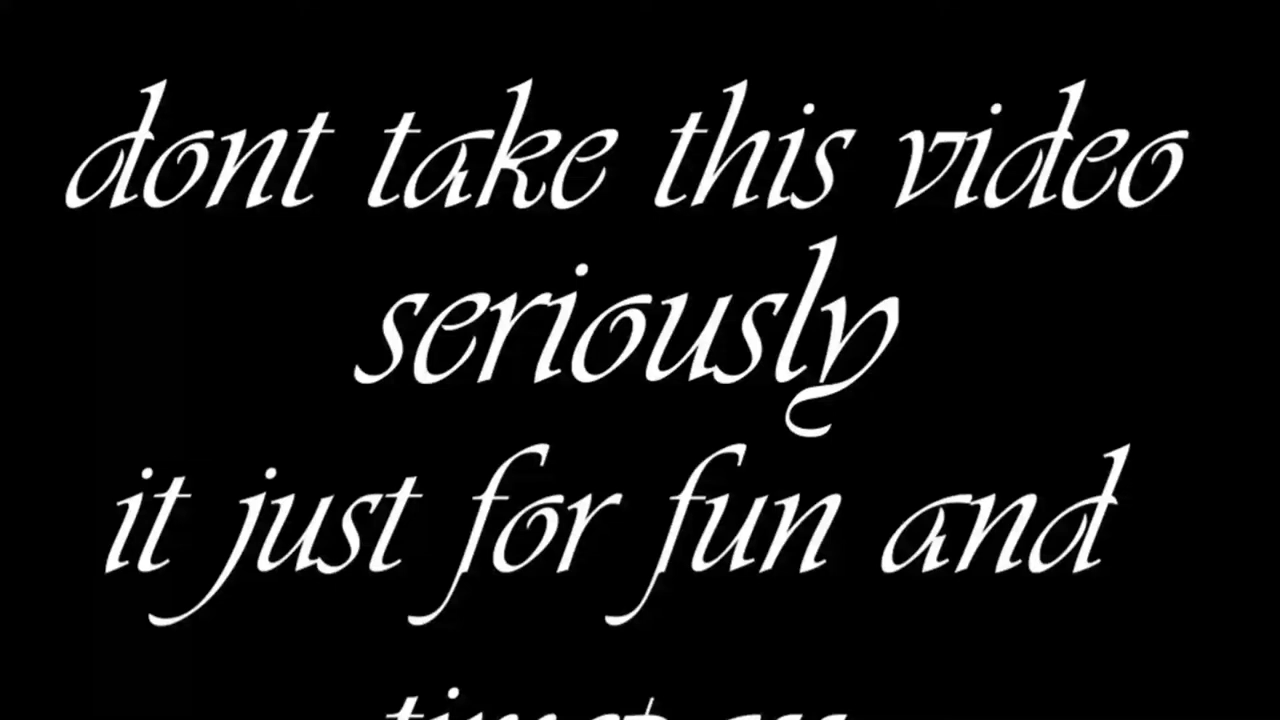 dont take this video
seriously
it just for fun and